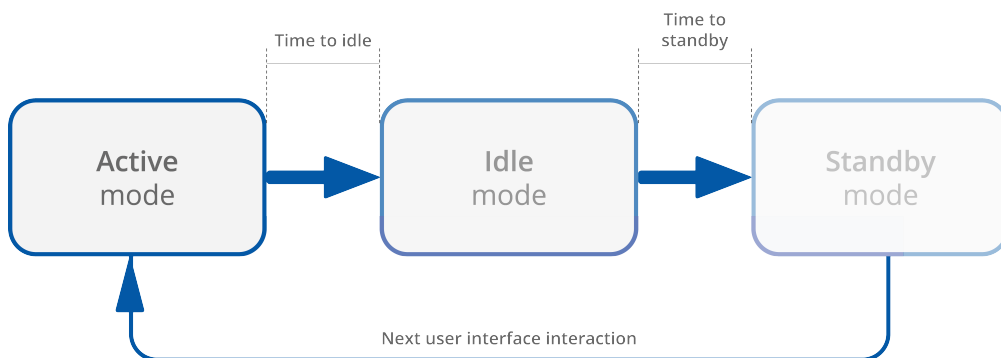 Time to idle
Time to
standby
Active
mode
Idle
mode
Standby
mode
Next user interface interaction